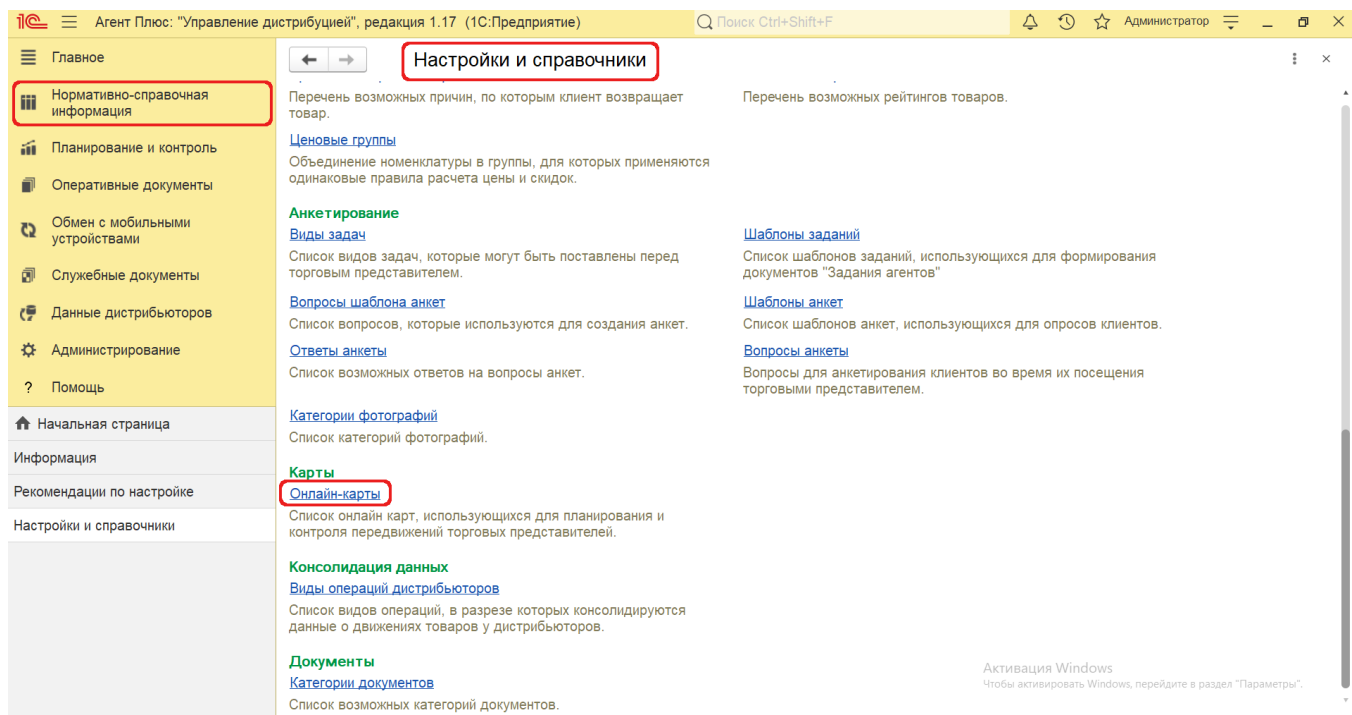 Агент Плюс: "Управление дистрибуцией", редакция 1.17 (1С:Предприятие)
Поиск Ctrl+Shift+F
Администратор
Главное
Нормативно-справочная
информация
Планирование и контроль
Оперативные документы
Обмен с мобильными
устройствами
Служебные документы
Данные дистрибьюторов
Администрирование
? Помощь
Начальная страница
Информация
Рекомендации по настройке
Настройки и справочники
Настройки и справочники
Перечень возможных причин, по которым клиент возвращает
товар.
Перечень возможных рейтингов товаров.
Ценовые группы
Объединение номенклатуры в группы, для которых применяются
одинаковые правила расчета цены и скидок.
Анкетирование
Виды задач
Список видов задач, которые могут быть поставлены перед
торговым представителем.
Шаблоны заданий
Список шаблонов заданий, использующихся для формирования
документов "Задания агентов"
Вопросы шаблона анкет
Список вопросов, которые используются для создания анкет.
Шаблоны анкет
Список шаблонов анкет, использующихся для опросов клиентов.
Ответы анкеты
Список возможных ответов на вопросы анкет.
Вопросы анкеты
Вопросы для анкетирования клиентов во время их посещения
торговыми представителем.
Категории фотографий
Список категорий фотографий.
Карты
Онлайн-карты
Список онлайн карт, использующихся для планирования и
контроля передвижений торговых представителей.
Консолидация данных
Виды операций дистрибьюторов
Список видов операций, в разрезе которых консолидируются
данные о движениях товаров у дистрибьюторов.
Документы
Категории документов
Список возможных категорий документов.
Активация Windows
Чтобы активировать Windows, перейдите в раздел "Параметры".